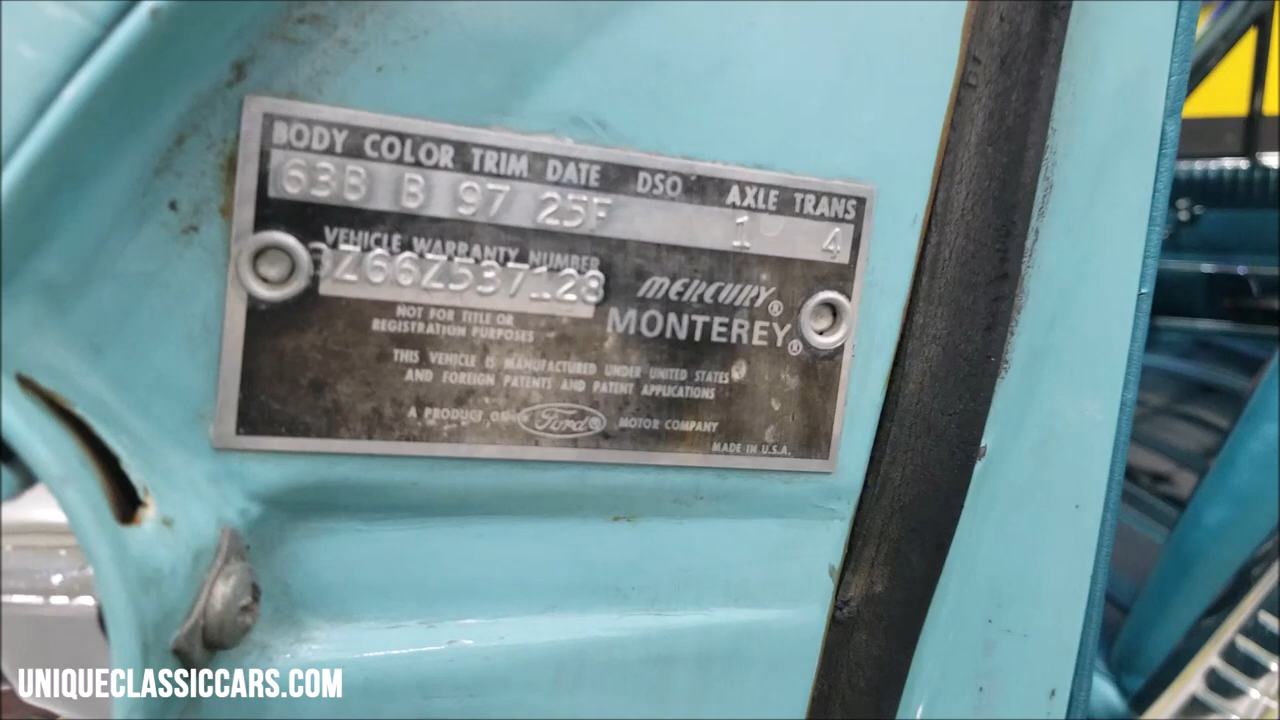 BODY COLOR TRIM DATE DSO AXLE TRANS
63B B 97 25F 1 4
VEHICLE WARRANTY NUMBER
3Z66Z537128
MERCURY®
MONTEREY®
NOT FOR TITLE OR
REGISTRATION PURPOSES
THIS VEHICLE IS MANUFACTURED UNDER UNITED STATES
AND FOREIGN PATENTS AND PATENT APPLICATIONS
A PRODUCT OF Ford® MOTOR COMPANY
MADE IN U.S.A.
UNIQUECLASSICCARS.COM